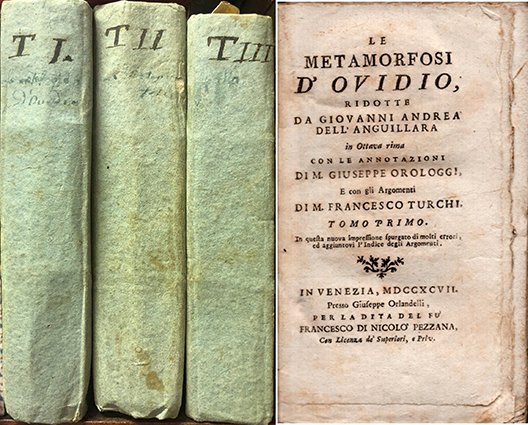 T I.
T II
T III
LE
METAMORFOSI
D' OVIDIO,
RIDOTTE
DA GIOVANNI ANDREA
DELL' ANGUILLARA
in Ottava rima
CON LE ANNOTAZIONI
DI M. GIUSEPPE OROLOGGI,
E con gli Argomenti
DI M. FRANCESCO TURCHI.
TOMO PRIMO.
In questa nuova impressione spurgato di molti errori,
ed aggiuntovi l'Indice degli Argomenti.
IN VENEZIA, MDCCXCVII.
Presso Giuseppe Orlandelli,
PER LA DITA DEL FU'
FRANCESCO DI NICOLO' PEZZANA,
Con Licenza de' Superiori, e Priv.